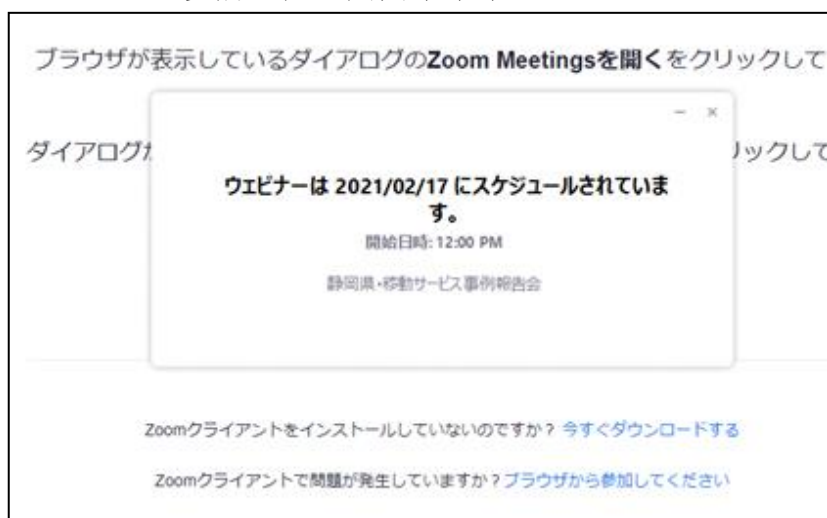 ブラウザが表示しているダイアログのZoom Meetingsを開くをクリックして
ダイアログが
リックして
ウェビナーは 2021/02/17 にスケジュールされていま
す。
開始日時: 12:00 PM
静岡県・移動サービス事例報告会
Zoomクライアントをインストールしていないのですか？ 今すぐダウンロードする
Zoomクライアントで問題が発生していますか？ブラウザから参加してください